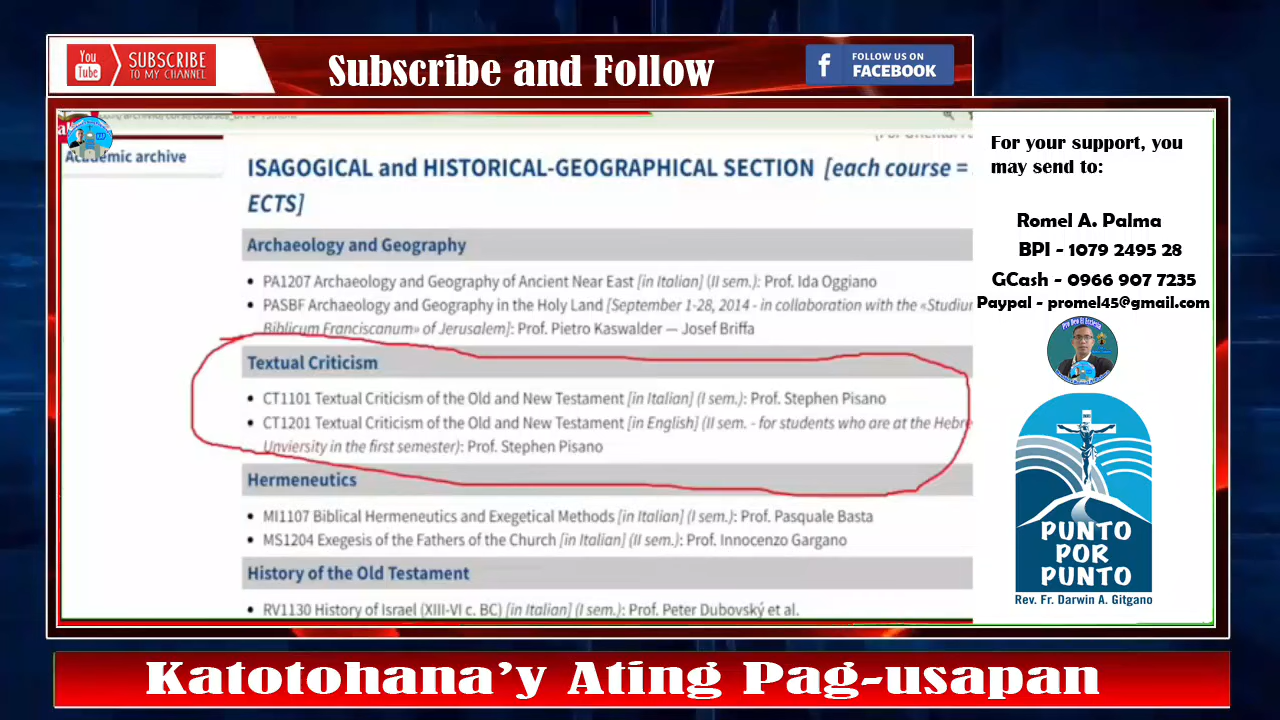 You
Tube
SUBSCRIBE
TO MY CHANNEL
Subscribe and Follow
FOLLOW US ON
FACEBOOK
Academic archive
ISAGOGICAL and HISTORICAL-GEOGRAPHICAL SECTION [each course =
ECTS]
Archaeology and Geography
• PA1207 Archaeology and Geography of Ancient Near East [in Italian] (II sem.): Prof. Ida Oggiano
• PASBF Archaeology and Geography in the Holy Land [September 1-28, 2014 - in collaboration with the «Studiu
Biblicum Franciscanum» of Jerusalem]: Prof. Pietro Kaswalder — Josef Briffa
Textual Criticism
• CT1101 Textual Criticism of the Old and New Testament [in Italian] (I sem.): Prof. Stephen Pisano
• CT1201 Textual Criticism of the Old and New Testament [in English] (II sem. - for students who are at the Hebre
Unviersity in the first semester): Prof. Stephen Pisano
Hermeneutics
• MI1107 Biblical Hermeneutics and Exegetical Methods [in Italian] (I sem.): Prof. Pasquale Basta
• MS1204 Exegesis of the Fathers of the Church [in Italian] (II sem.): Prof. Innocenzo Gargano
History of the Old Testament
• RV1130 History of Israel (XIII-VI c. BC) [in Italian] (I sem.): Prof. Peter Dubovský et al.
For your support, you
may send to:
Romel A. Palma
BPI - 1079 2495 28
GCash - 0966 907 7235
Paypal - promel45@gmail.com
PUNTO
POR
PUNTO
Rev. Fr. Darwin A. Gitgano
Katotohana'y Ating Pag-usapan